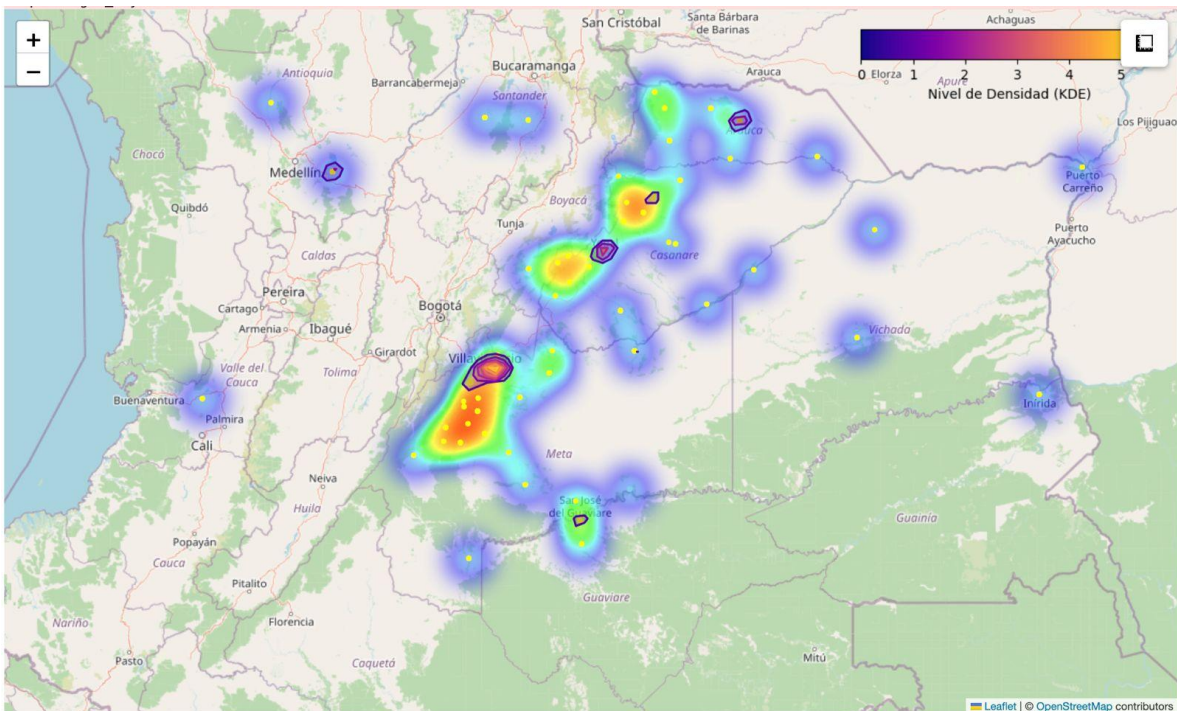 +
−
San Cristóbal
Santa Bárbara
de Barinas
Achaguas
0
1
2
3
4
5
Elorza
Apure
Nivel de Densidad (KDE)
Bucaramanga
Barrancabermeja
Arauca
Antioquia
Santander
Los Pijiguao
Arauca
Chocó
Medellín
Puerto
Carreño
Quibdó
Boyacá
Tunja
Puerto
Ayacucho
Caldas
Casanare
Pereira
Cartago
Bogotá
Armenia
Ibagué
Girardot
Vichada
Valle del
Cauca
Tolima
Buenaventura
Palmira
Inírida
Cali
Meta
Neiva
San José
del Guaviare
Huila
Guainía
Popayán
Cauca
Pitalito
Guaviare
Florencia
Nariño
Pasto
Caquetá
Mitú
Leaflet | © OpenStreetMap contributors